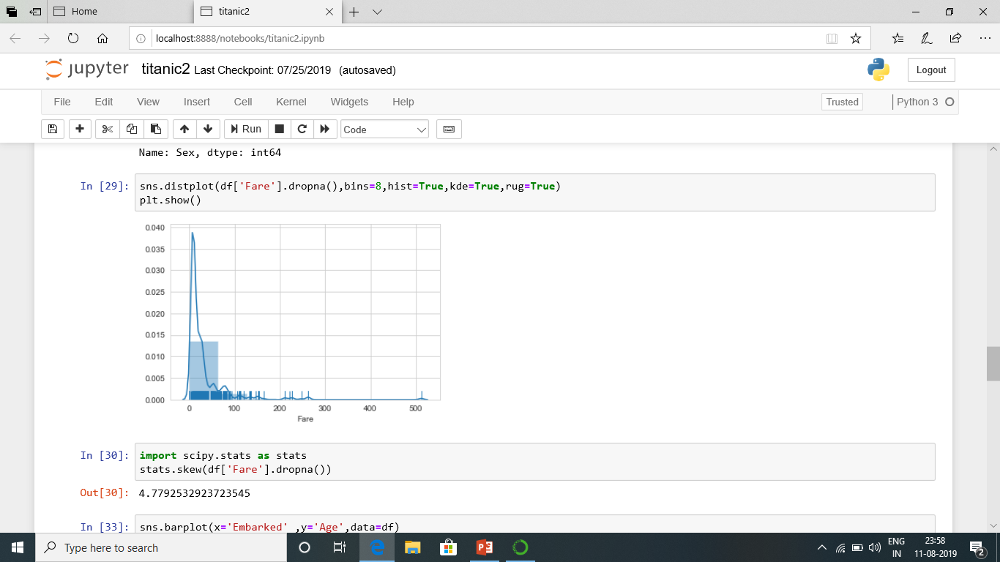 Home
titanic2
localhost:8888/notebooks/titanic2.ipynb
jupyter titanic2 Last Checkpoint: 07/25/2019 (autosaved)
Logout
File Edit View Insert Cell Kernel Widgets Help
Trusted Python 3
Run Code
Name: Sex, dtype: int64
In [29]: sns.distplot(df['Fare'].dropna(),bins=8,hist=True,kde=True,rug=True)
plt.show()
0.040
0.035
0.030
0.025
0.020
0.015
0.010
0.005
0.000
0 100 200 300 400 500
Fare
In [30]: import scipy.stats as stats
stats.skew(df['Fare'].dropna())
Out[30]: 4.7792532923723545
In [33]: sns.barplot(x='Embarked' ,y='Age',data=df)
Type here to search
ENG
IN
23:58
11-08-2019
2